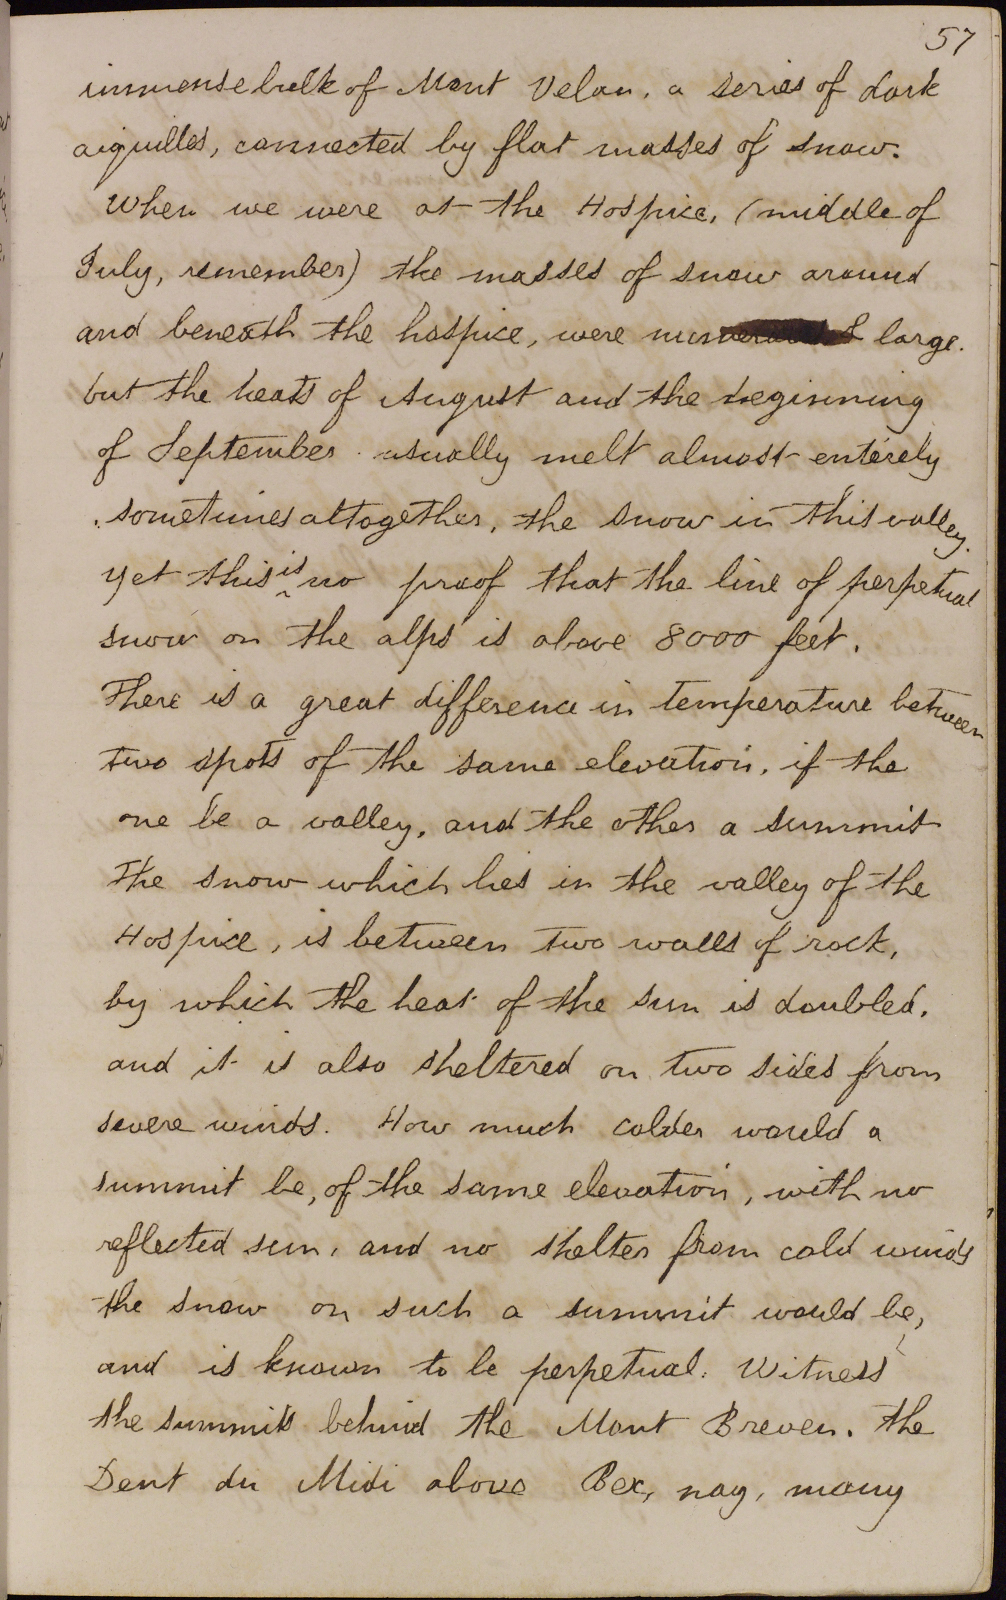 57
immense bulk of Mont Velan, a series of dark
aiguilles, connected by flat masses of snow.
When we were at the Hospice, (middle of
July, remember) the masses of snow around
and beneath the hospice, were numerous & large.
but the heats of August and the beginning
of September usually melt almost entirely
, sometimes altogether, the snow in this valley.
yet this is no proof that the line of perpetual
snow on the alps is above 8000 feet.
There is a great difference in temperature between
two spots of the same elevation, if the
one be a valley, and the other a summit
The snow which lies in the valley of the
Hospice, is between two walls of rock,
by which the heat of the sun is doubled,
and it is also sheltered on two sides from
severe winds. How much colder would a
summit be, of the same elevation, with no
reflected sun, and no shelter from cold winds
the snow on such a summit would be,
and is known to be perpetual. Witness
the summits behind the Mont Breven. the
Dent du Midi above Bex, nay, many